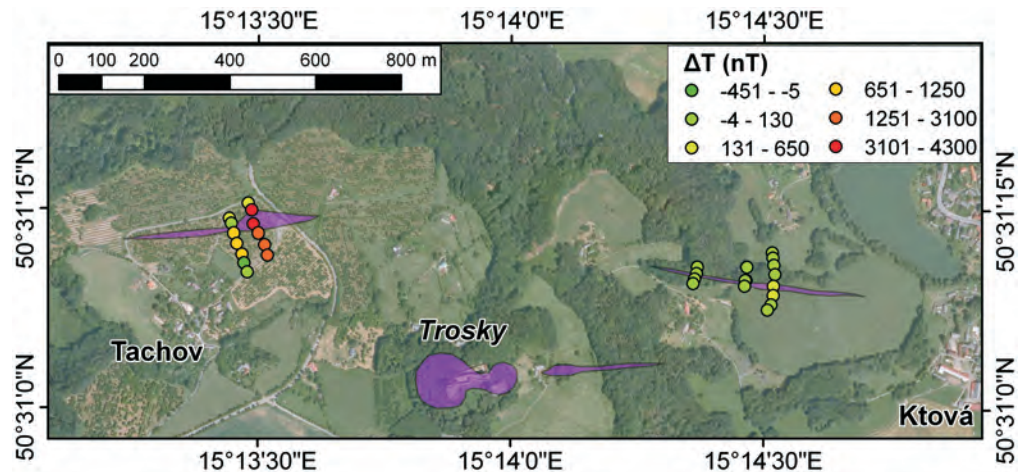 15°13'30"E 15°14'0"E 15°14'30"E
0 100 200 400 600 800 m
ΔT (nT)
-451 - -5 651 - 1250
-4 - 130 1251 - 3100
131 - 650 3101 - 4300
50°31'15"N 50°31'15"N
Trosky
Tachov
Ktová
50°31'0"N 50°31'0"N
15°13'30"E 15°14'0"E 15°14'30"E